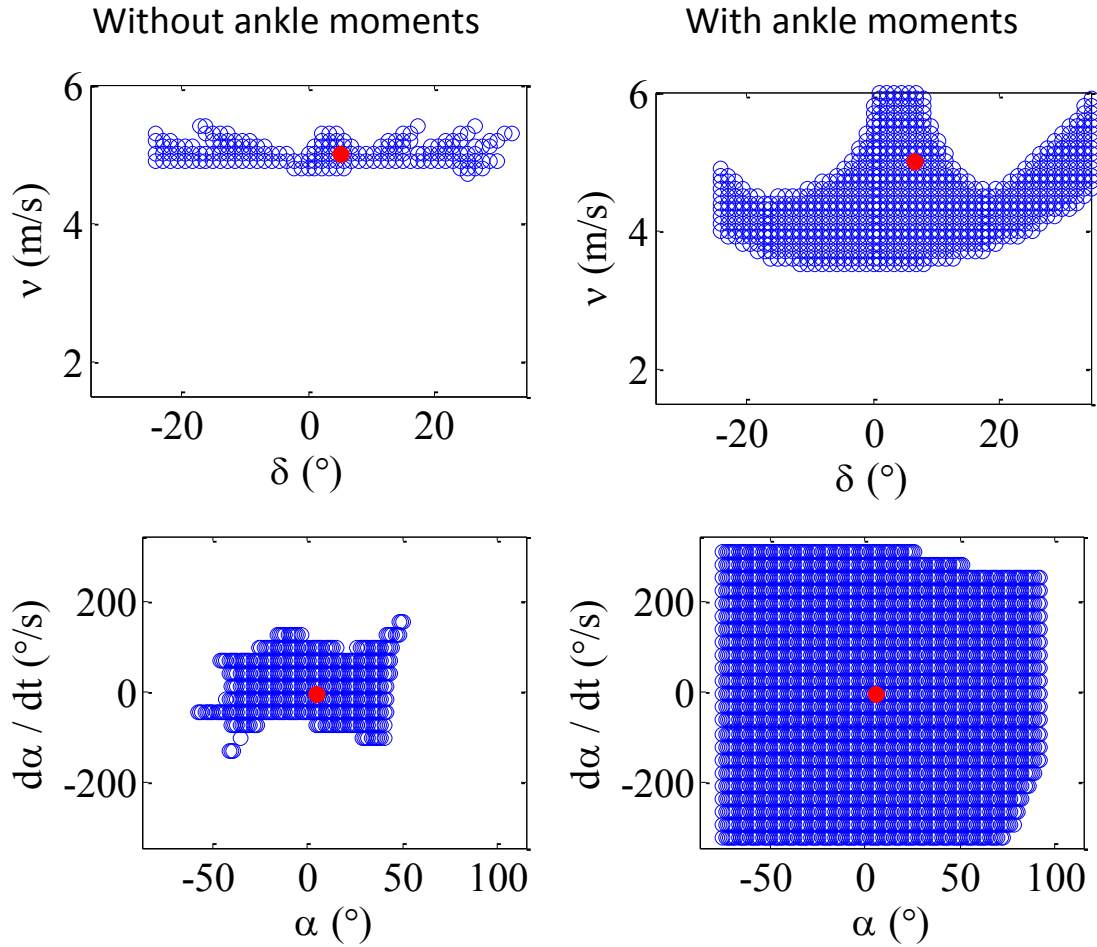 Without ankle moments
With ankle moments
6
4
2
ν (m/s)
-20 0 20
δ (°)
6
4
2
ν (m/s)
-20 0 20
δ (°)
200
0
-200
dα / dt (°/s)
-50 0 50 100
α (°)
200
0
-200
dα / dt (°/s)
-50 0 50 100
α (°)